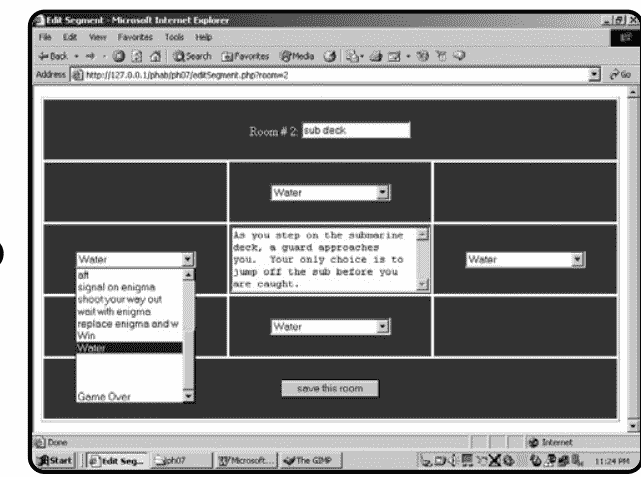 Edit Segment - Microsoft Internet Explorer
File Edit View Favorites Tools Help
Back Search Favorites Media
Address http://127.0.0.1/phab/ph07/editSegment.php?room=2 Go
Room # 2: sub deck
Water
As you step on the submarine
deck, a guard approaches
you. Your only choice is to
jump off the sub before you
are caught.
Water
Water
aft
signal on enigma
shoot your way out
wait with enigma
replace enigma and w
Win
Water
Game Over
Water
save this room
Done Internet
Start Edit Seg... ph07 Microsoft... The GIMP 11:24 PM